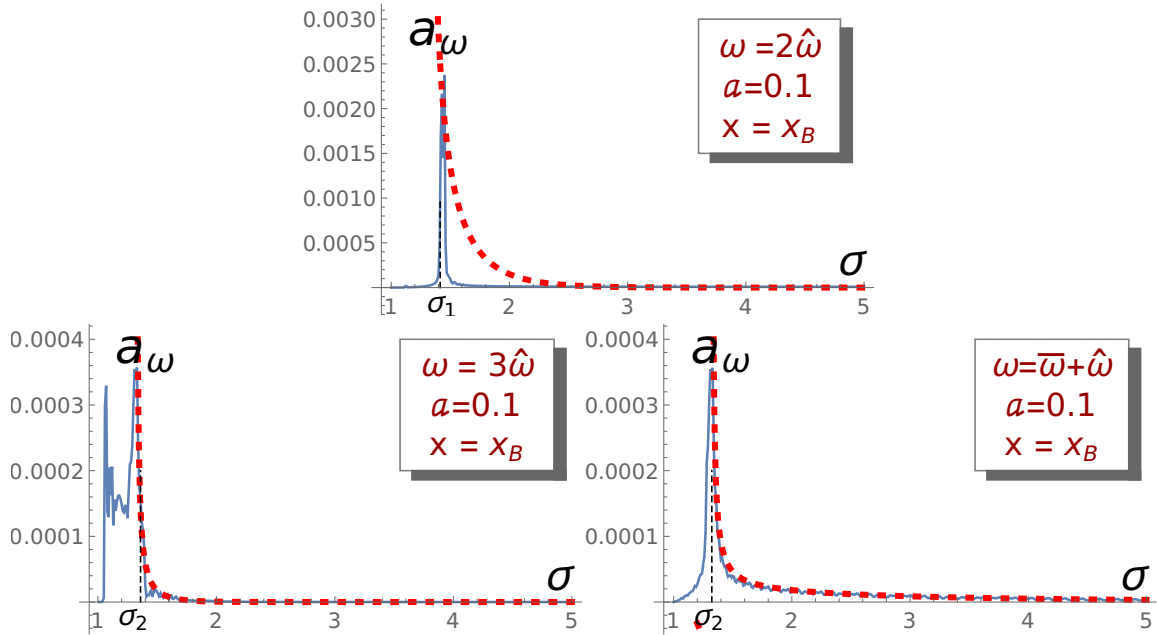 0.0030
0.0025
0.0020
0.0015
0.0010
0.0005
a_ω
ω =2ω̂
𝑎=0.1
x = x_B
σ
1 σ₁ 2 3 4 5
0.0004
0.0003
0.0002
0.0001
a_ω
ω = 3ω̂
𝑎=0.1
x = x_B
σ
1 σ₂ 2 3 4 5
0.0004
0.0003
0.0002
0.0001
a_ω
ω=ω̅+ω̂
𝑎=0.1
x = x_B
σ
1 σ₂ 2 3 4 5